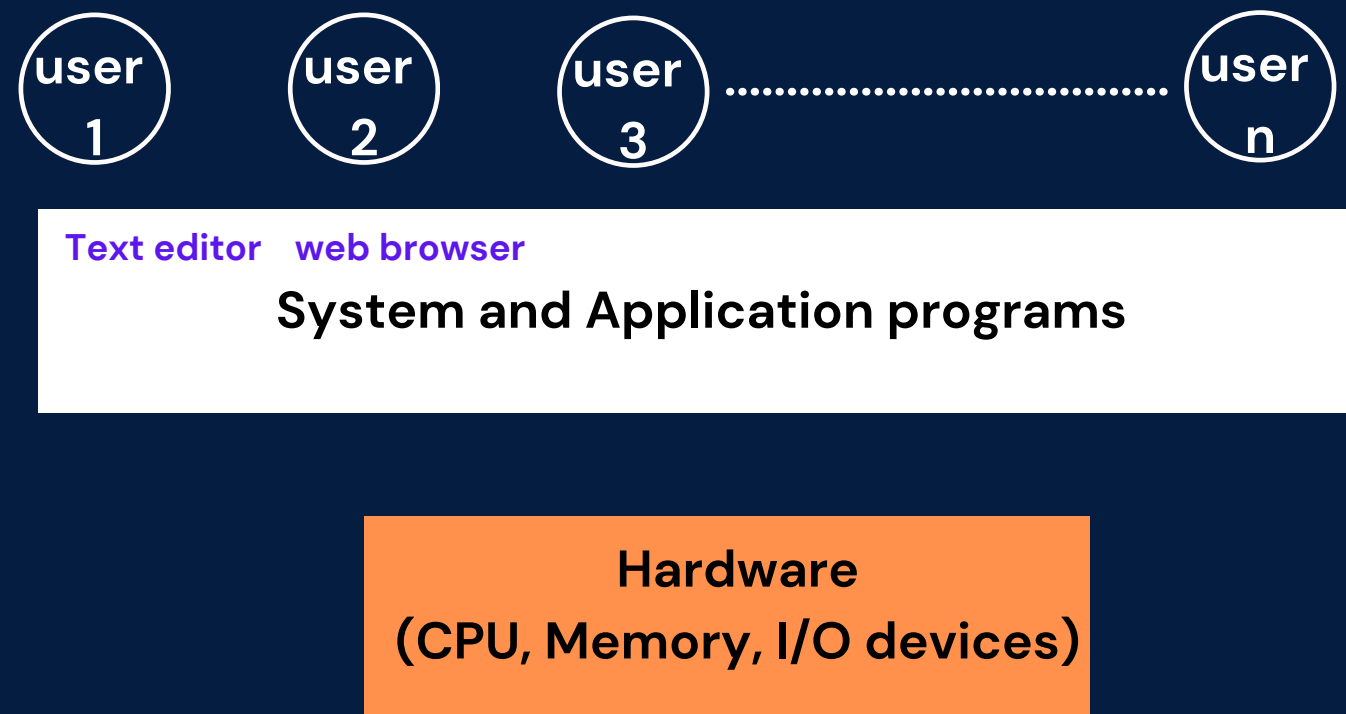 user user user user
1 2 3 n
Text editor web browser
System and Application programs
Hardware
(CPU, Memory, I/O devices)